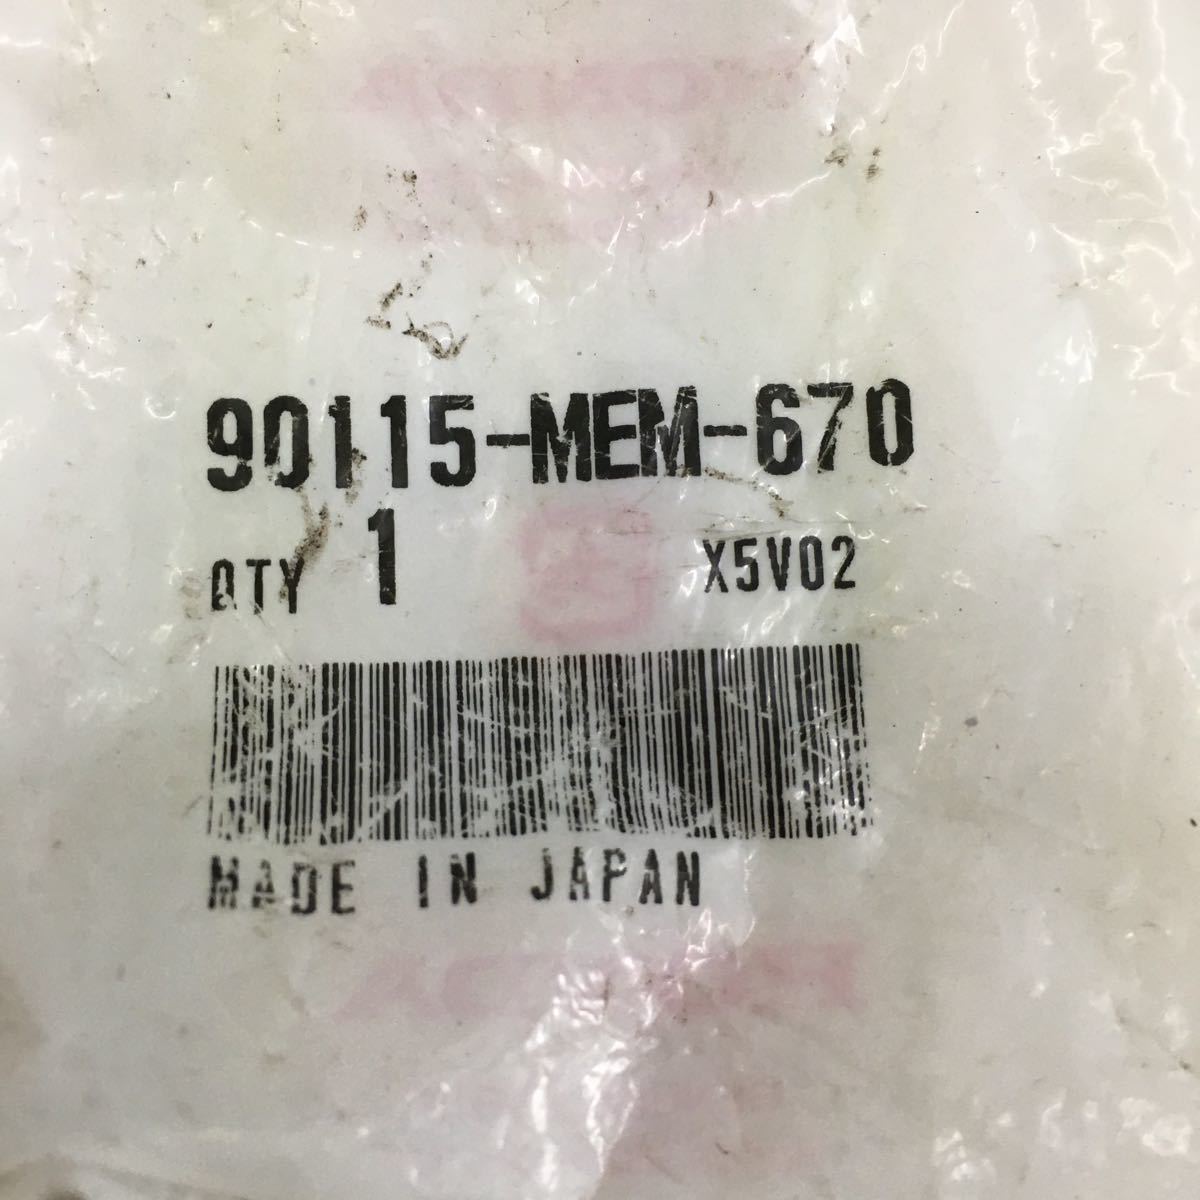 90115-MEM-670
QTY 1 X5V02
MADE IN JAPAN